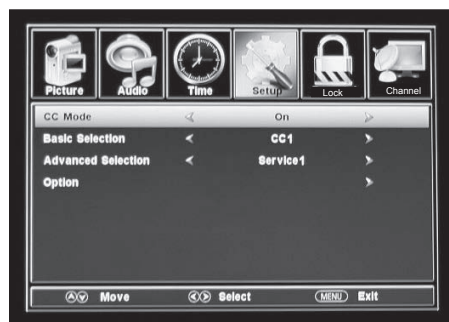 Picture Audio Time Setup Lock Channel
CC Mode On
Basic Selection CC1
Advanced Selection Service1
Option
Move Select MENU Exit